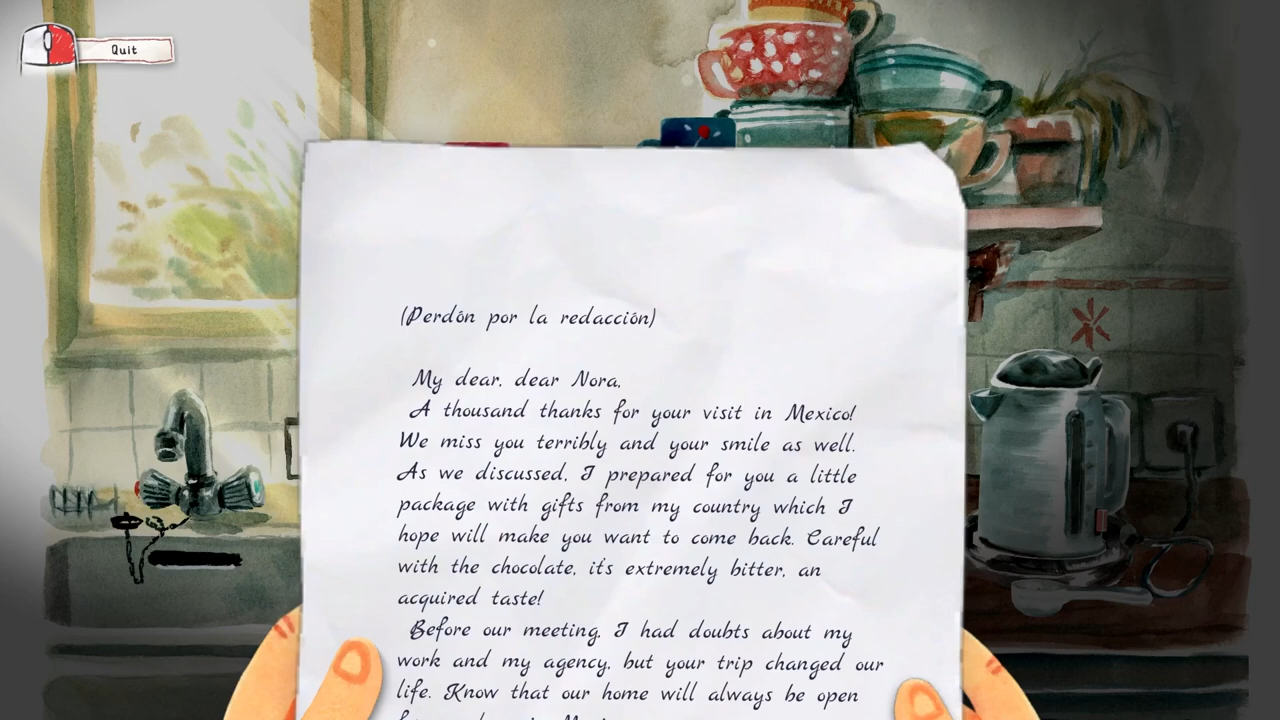 Quit
(Perdón por la redacción)
My dear, dear Nora,
A thousand thanks for your visit in Mexico!
We miss you terribly and your smile as well.
As we discussed, I prepared for you a little
package with gifts from my country which I
hope will make you want to come back. Careful
with the chocolate, its extremely bitter, an
acquired taste!
Before our meeting, I had doubts about my
work and my agency, but your trip changed our
life. Know that our home will always be open